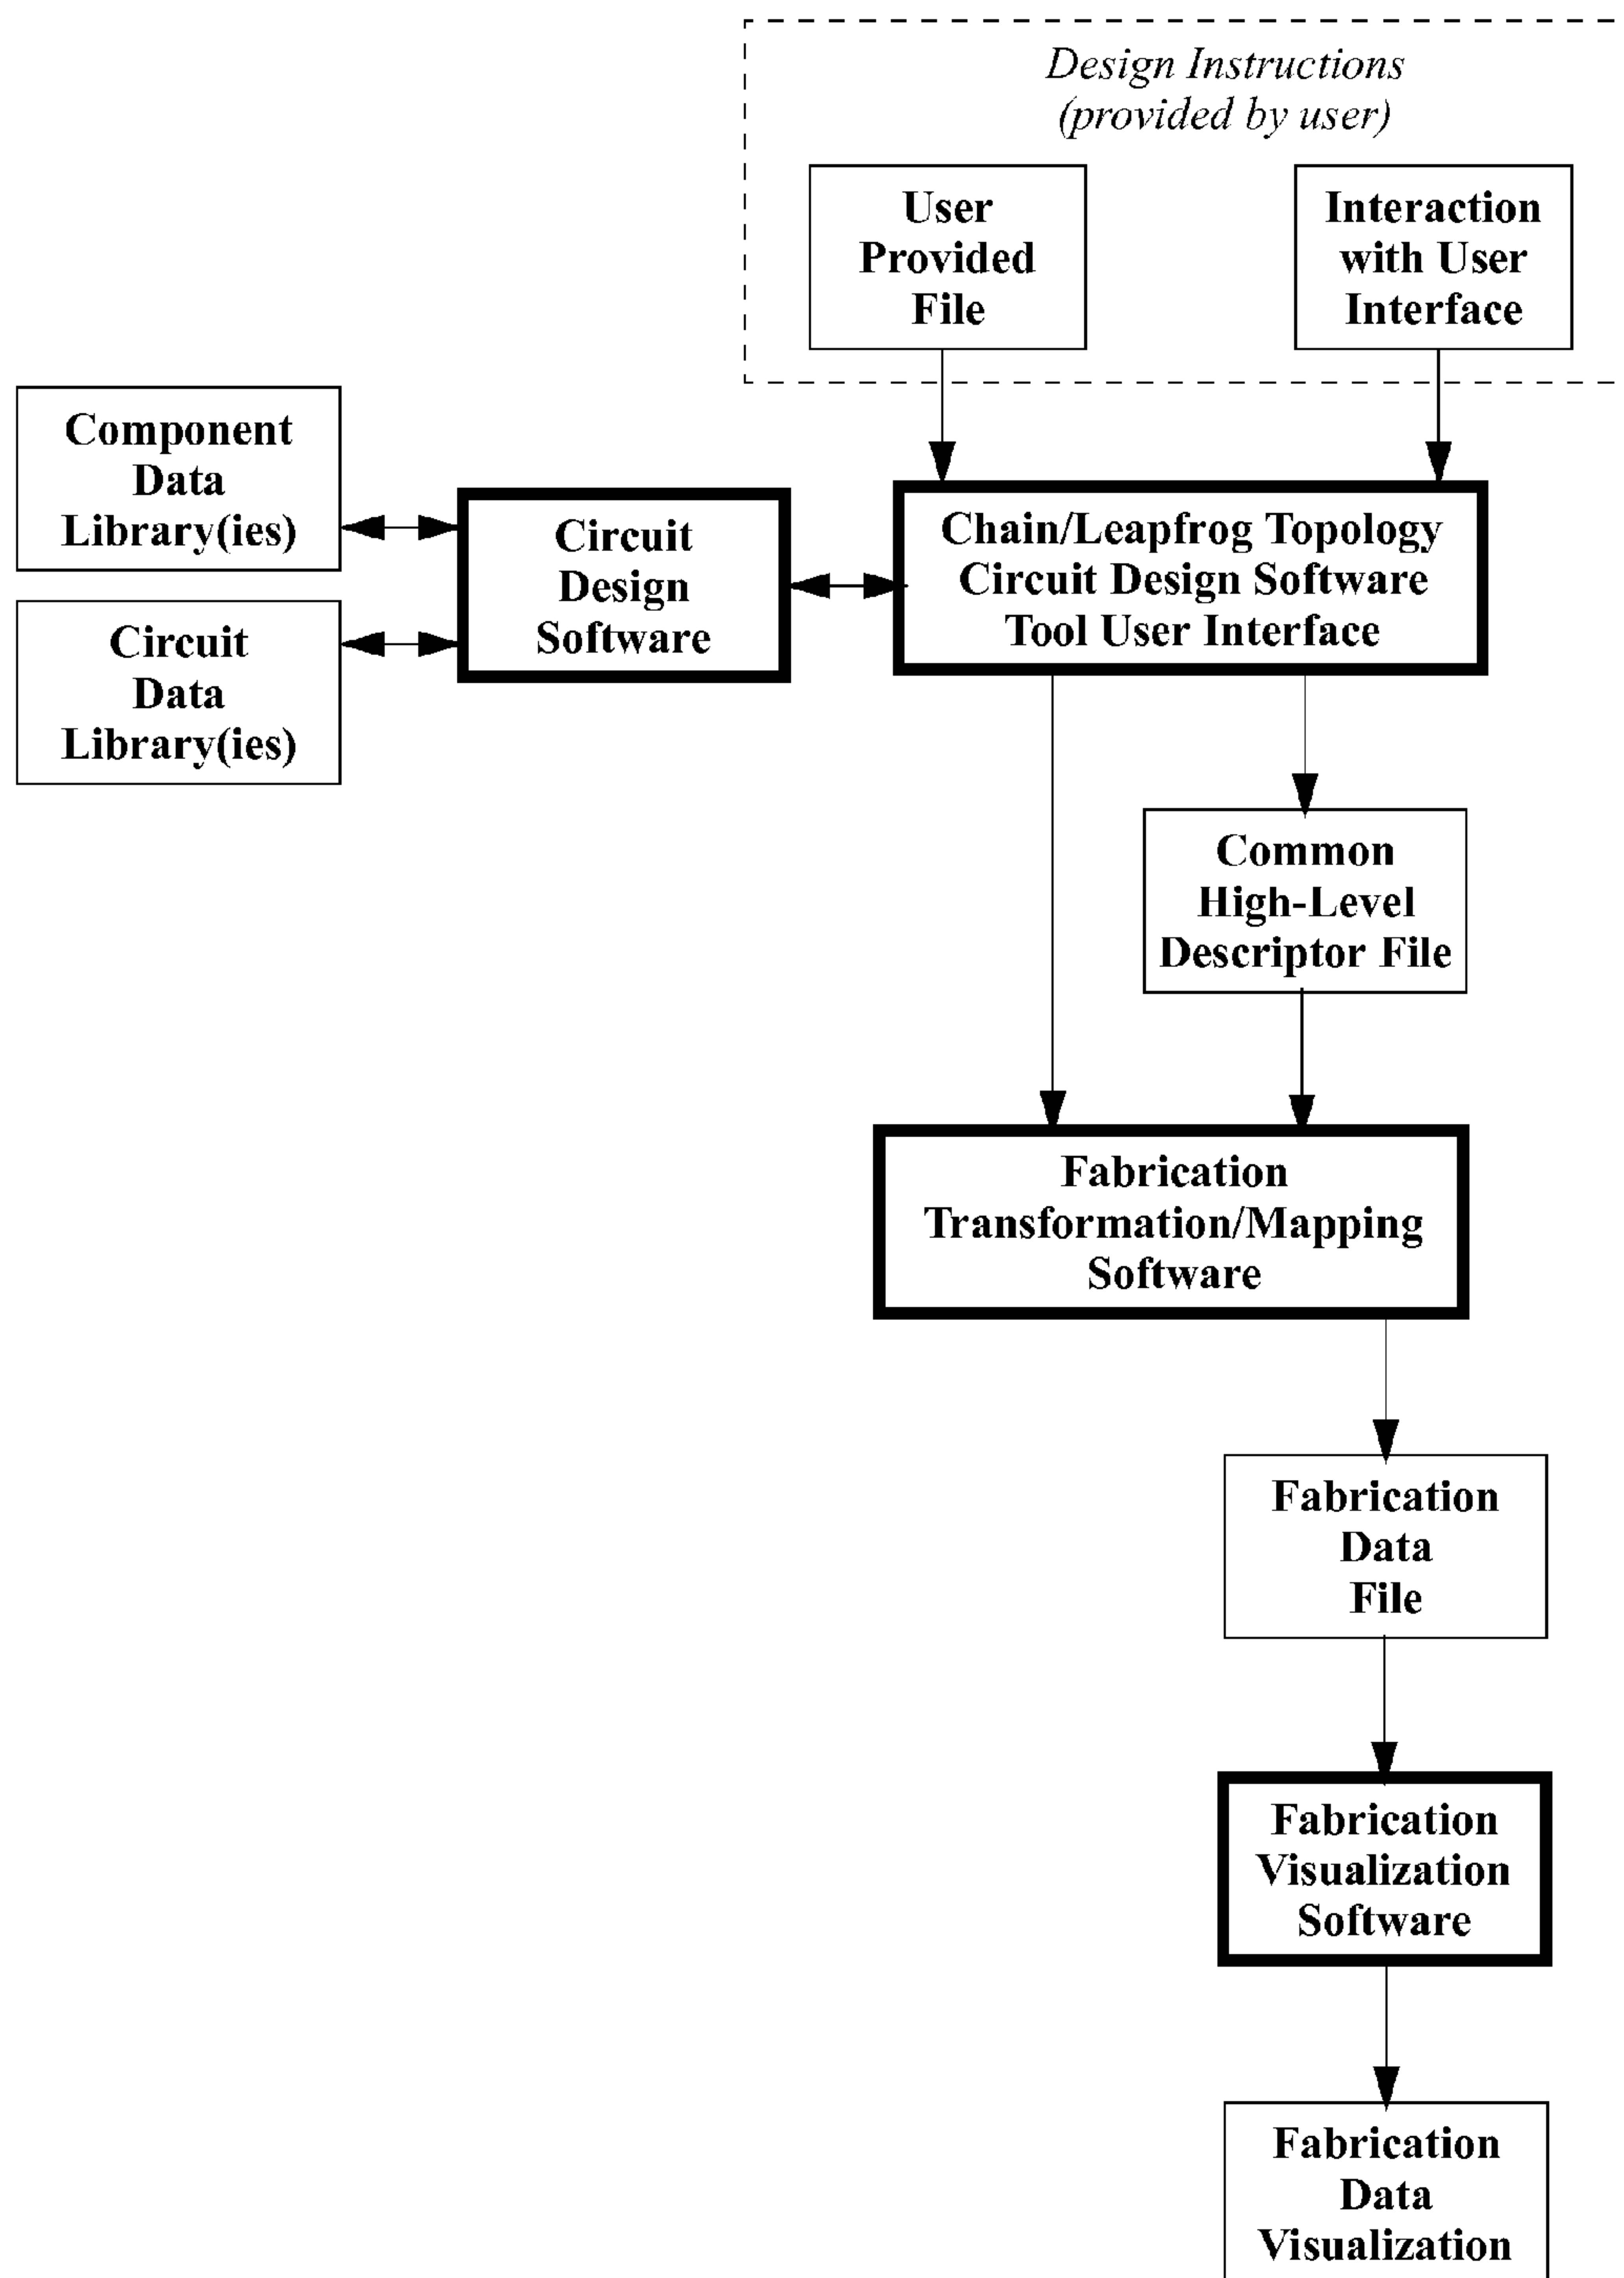 Design Instructions
(provided by user)
User
Provided
File
Interaction
with User
Interface
Component
Data
Library(ies)
Circuit
Data
Library(ies)
Circuit
Design
Software
Chain/Leapfrog Topology
Circuit Design Software
Tool User Interface
Common
High-Level
Descriptor File
Fabrication
Transformation/Mapping
Software
Fabrication
Data
File
Fabrication
Visualization
Software
Fabrication
Data
Visualization